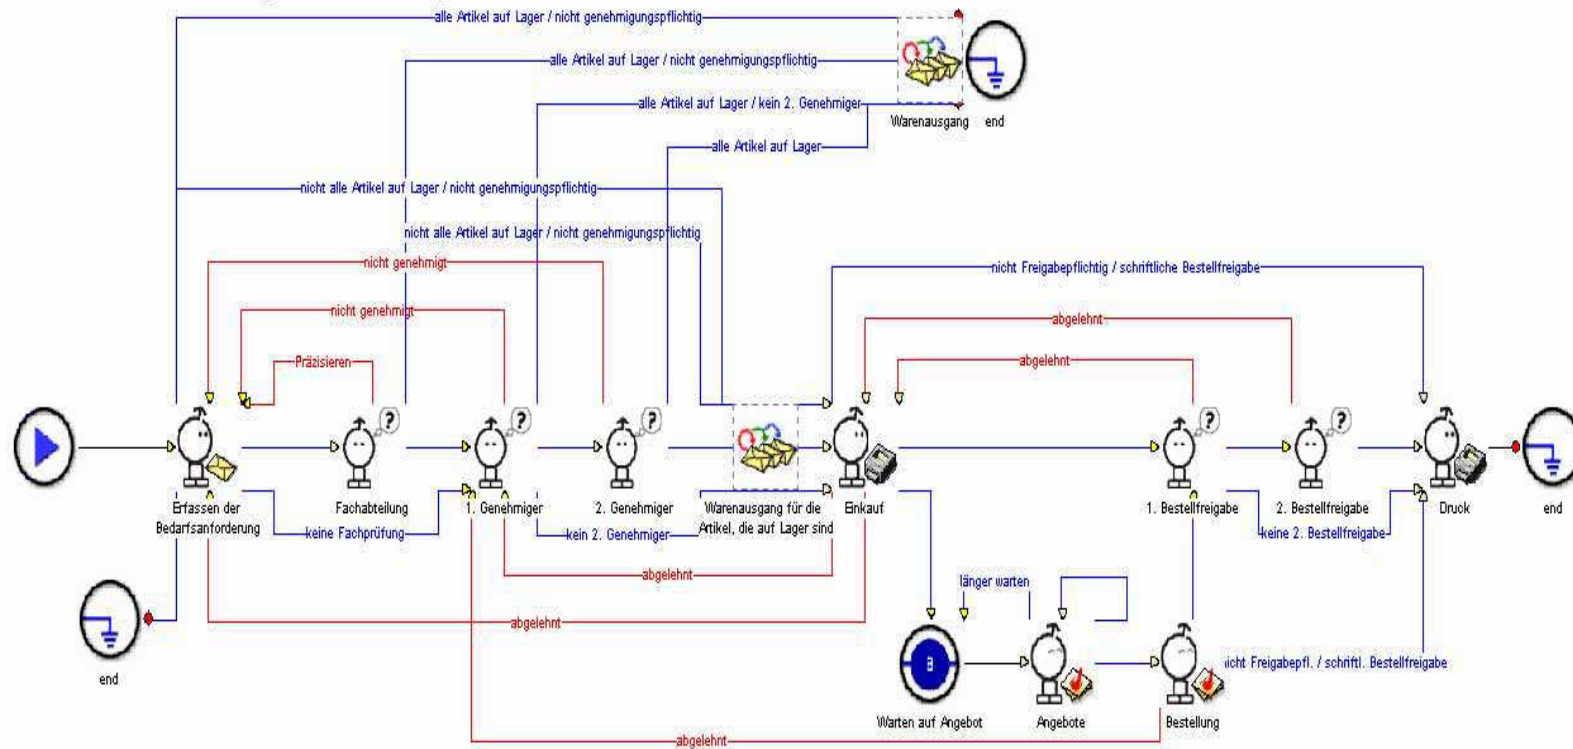 alle Artikel auf Lager / nicht genehmigungspflichtig
alle Artikel auf Lager / nicht genehmigungspflichtig
alle Artikel auf Lager / kein 2. Genehmiger
Warenausgang
end
alle Artikel auf Lager
nicht alle Artikel auf Lager / nicht genehmigungspflichtig
nicht alle Artikel auf Lager / nicht genehmigungspflichtig
nicht genehmigt
nicht Freigabepflichtig / schriftliche Bestellfreigabe
nicht genehmigt
abgelehnt
Präzisieren
abgelehnt
?
?
?
?
?
Erfassen der
Bedarfsanforderung
Fachabteilung
1. Genehmiger
2. Genehmiger
Warenausgang für die
Artikel, die auf Lager sind
Einkauf
1. Bestellfreigabe
2. Bestellfreigabe
Druck
end
keine Fachprüfung
kein 2. Genehmiger
keine 2. Bestellfreigabe
abgelehnt
länger warten
abgelehnt
end
B
icht Freigabepfl. / schriftl. Bestellfreigabe
Warten auf Angebot
Angebote
Bestellung
abgelehnt